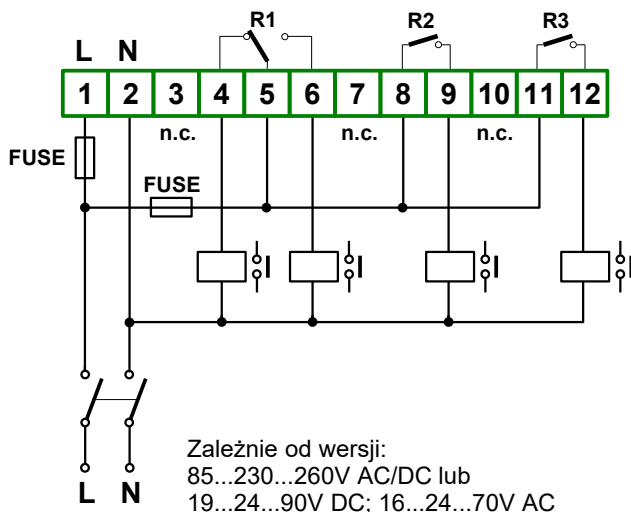 R1 R2 R3
L N
1 2 3 4 5 6 7 8 9 10 11 12
n.c. n.c. n.c.
FUSE
FUSE
Zależnie od wersji:
85...230...260V AC/DC lub
L N
19...24...90V DC; 16...24...70V AC